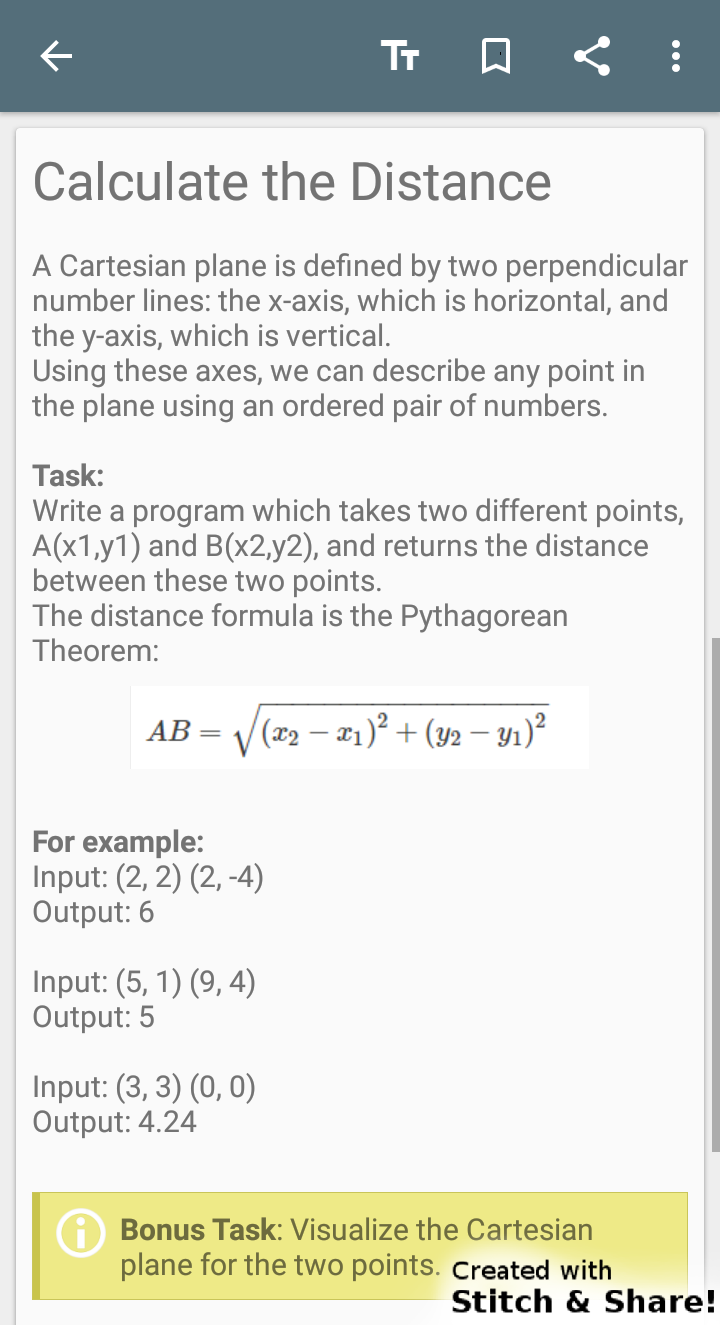 Calculate the Distance
A Cartesian plane is defined by two perpendicular
number lines: the x-axis, which is horizontal, and
the y-axis, which is vertical.
Using these axes, we can describe any point in
the plane using an ordered pair of numbers.
Task:
Write a program which takes two different points,
A(x1,y1) and B(x2,y2), and returns the distance
between these two points.
The distance formula is the Pythagorean
Theorem:
AB = √(x₂ − x₁)² + (y₂ − y₁)²
For example:
Input: (2, 2) (2, -4)
Output: 6
Input: (5, 1) (9, 4)
Output: 5
Input: (3, 3) (0, 0)
Output: 4.24
Bonus Task: Visualize the Cartesian
plane for the two points.
Created with
Stitch & Share!